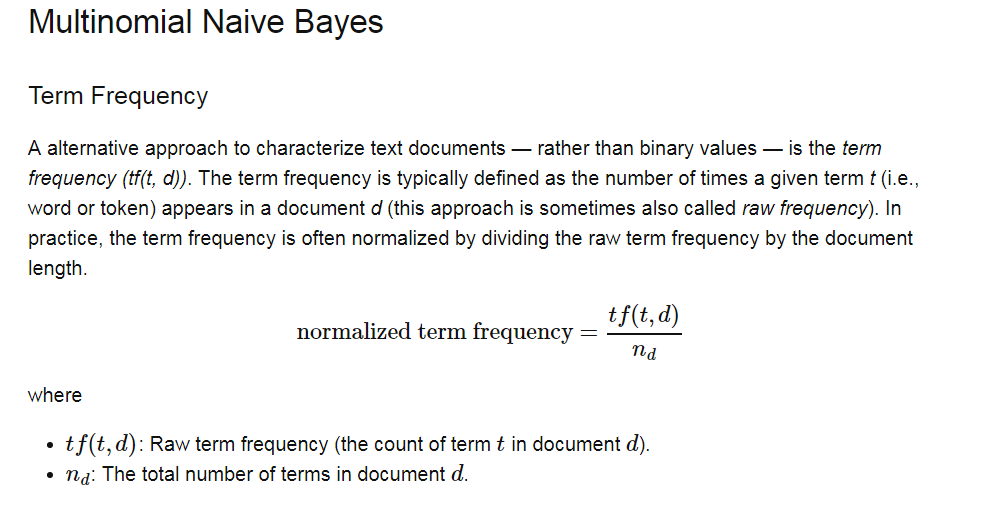 Multinomial Naive Bayes
Term Frequency
A alternative approach to characterize text documents — rather than binary values — is the term
frequency (tf(t, d)). The term frequency is typically defined as the number of times a given term t (i.e.,
word or token) appears in a document d (this approach is sometimes also called raw frequency). In
practice, the term frequency is often normalized by dividing the raw term frequency by the document
length.
normalized term frequency = tf(t, d) / n_d
where
• tf(t, d): Raw term frequency (the count of term t in document d).
• n_d: The total number of terms in document d.